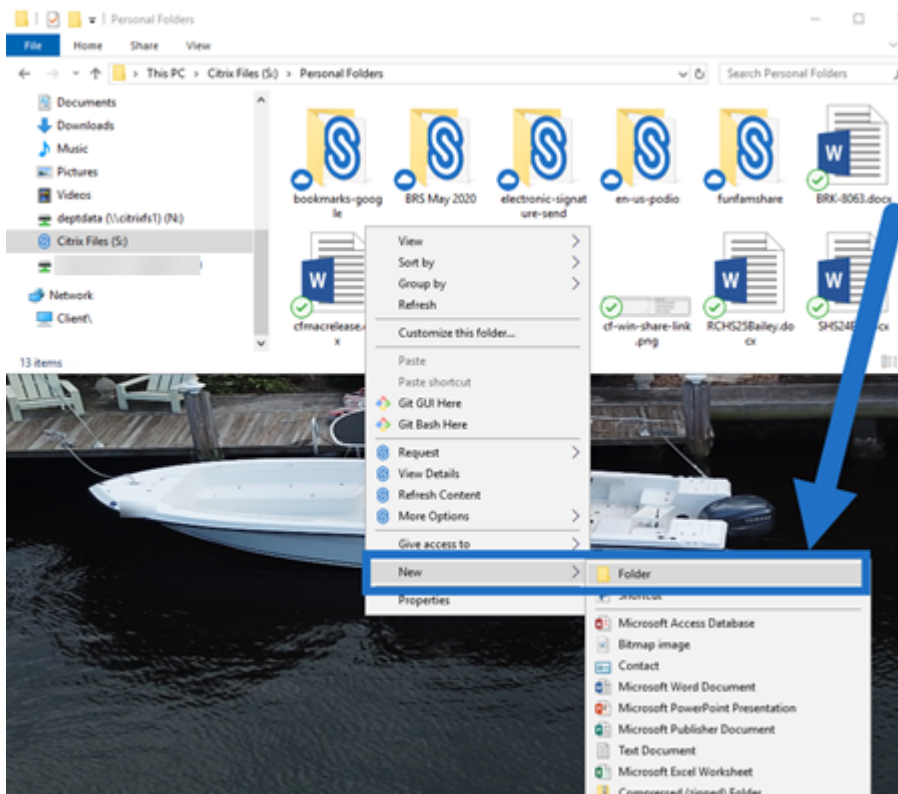 Personal Folders
File Home Share View
This PC > Citrix Files (S:) > Personal Folders
Search Personal Folders
Documents
Downloads
Music
Pictures
Videos
deptdata (\\citrixfs1) (N:)
Citrix Files (S:)
Network
Client\
bookmarks-goog
le
BRS May 2020
electronic-signat
ure-send
en-us-podio
funfamshare
BRK-8063.docx
cfmacrelease.
x
cf-win-share-link
.png
RCHS25Bailey.do
cx
13 items
View
Sort by
Group by
Refresh
Customize this folder...
Paste
Paste shortcut
Git GUI Here
Git Bash Here
Request
View Details
Refresh Content
More Options
Give access to
New
Properties
Folder
Shortcut
Microsoft Access Database
Bitmap image
Contact
Microsoft Word Document
Microsoft PowerPoint Presentation
Microsoft Publisher Document
Text Document
Microsoft Excel Worksheet
Compressed (zipped) Folder